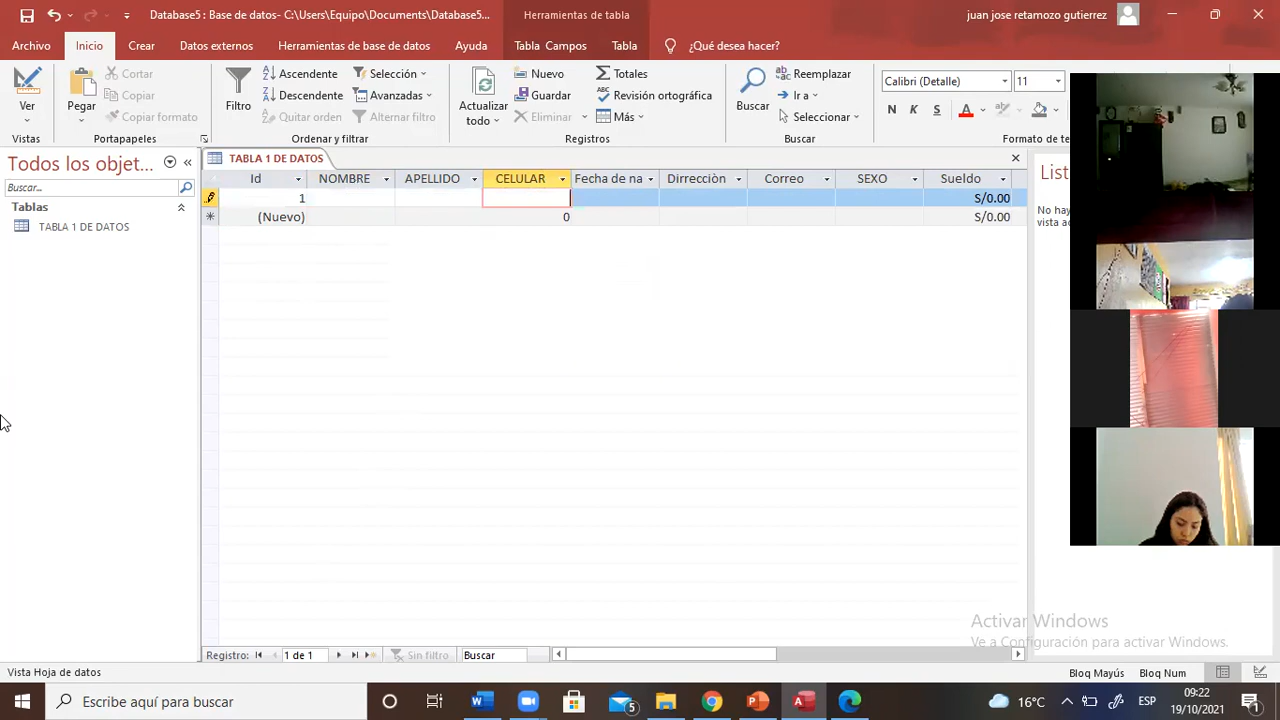 Database5 : Base de datos- C:\Users\Equipo\Documents\Database5...
Herramientas de tabla
juan jose retamozo gutierrez
Archivo
Inicio
Crear
Datos externos
Herramientas de base de datos
Ayuda
Tabla Campos
Tabla
¿Qué desea hacer?
Ver
Vistas
Pegar
Cortar
Copiar
Copiar formato
Portapapeles
Filtro
Ascendente
Descendente
Quitar orden
Selección
Avanzadas
Alternar filtro
Ordenar y filtrar
Actualizar
todo
Nuevo
Guardar
Eliminar
Totales
Revisión ortográfica
Más
Registros
Buscar
Reemplazar
Ir a
Seleccionar
Buscar
Calibri (Detalle)
11
N K S
Formato de te
Todos los objet...
Buscar...
Tablas
TABLA 1 DE DATOS
TABLA 1 DE DATOS
Id NOMBRE APELLIDO CELULAR Fecha de na Dirrecciòn Correo SEXO Sueldo
1 S/0.00
(Nuevo) 0 S/0.00
List
No hay
vista ac
Activar Windows
Ve a Configuración para activar Windows.
Registro: 1 de 1 Sin filtro Buscar
Vista Hoja de datos
Bloq Mayús Bloq Num
Escribe aquí para buscar
5
16°C
ESP
09:22
19/10/2021
1